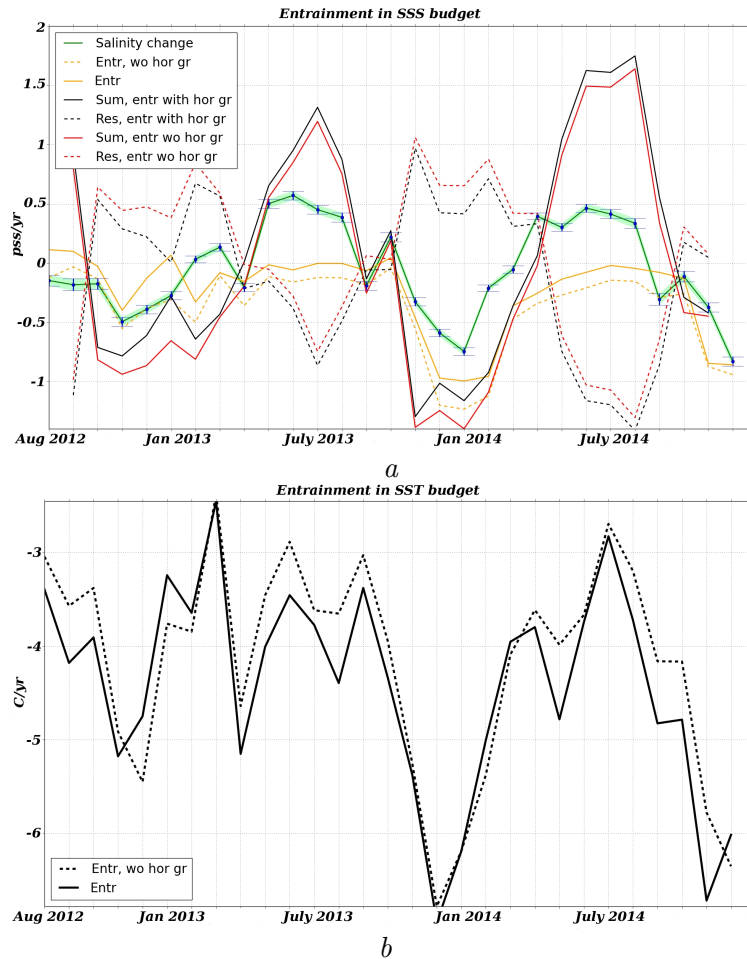 Entrainment in SSS budget
2
1.5
1
0.5
0
-0.5
-1
pss/yr
Salinity change
Entr, wo hor gr
Entr
Sum, entr with hor gr
Res, entr with hor gr
Sum, entr wo hor gr
Res, entr wo hor gr
Aug 2012 Jan 2013 July 2013 Jan 2014 July 2014
a
Entrainment in SST budget
-3
-4
-5
-6
C/yr
Entr, wo hor gr
Entr
Aug 2012 Jan 2013 July 2013 Jan 2014 July 2014
b